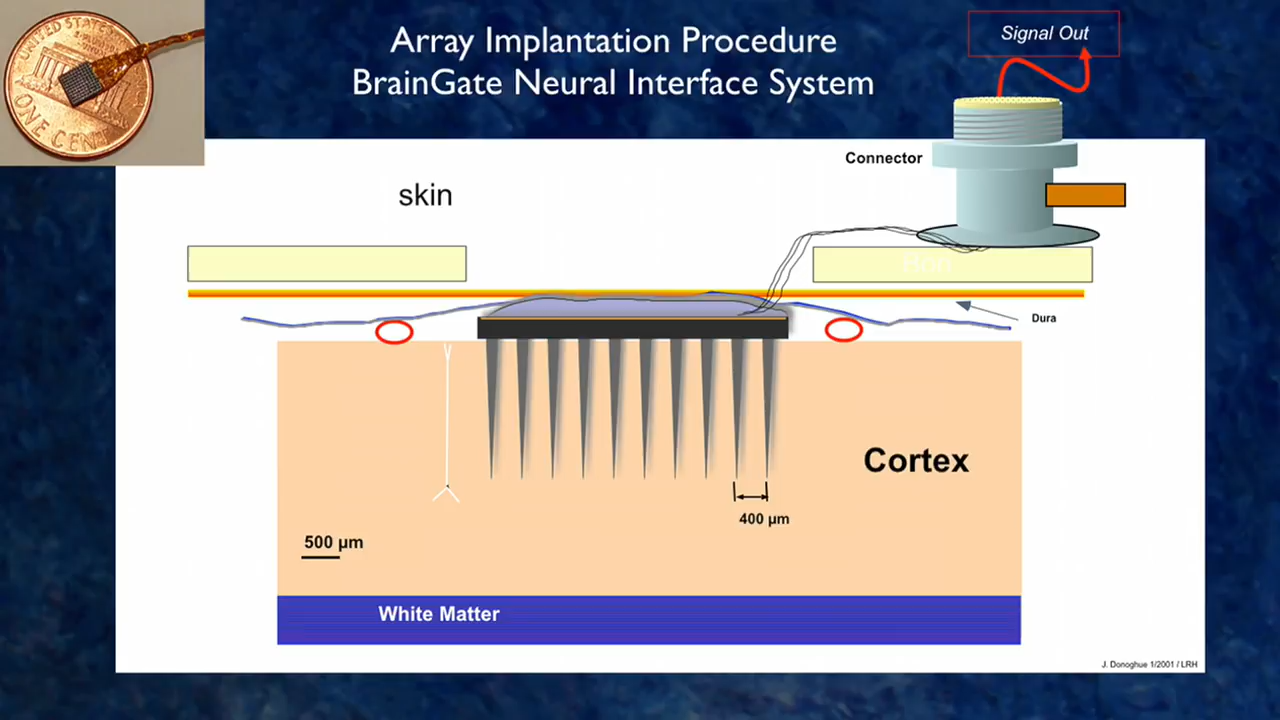 Array Implantation Procedure
BrainGate Neural Interface System
Signal Out
UNITED STATES
ONE CENT
Connector
skin
Dura
Cortex
400 µm
500 µm
White Matter
J. Donoghue 1/2001 / LRH